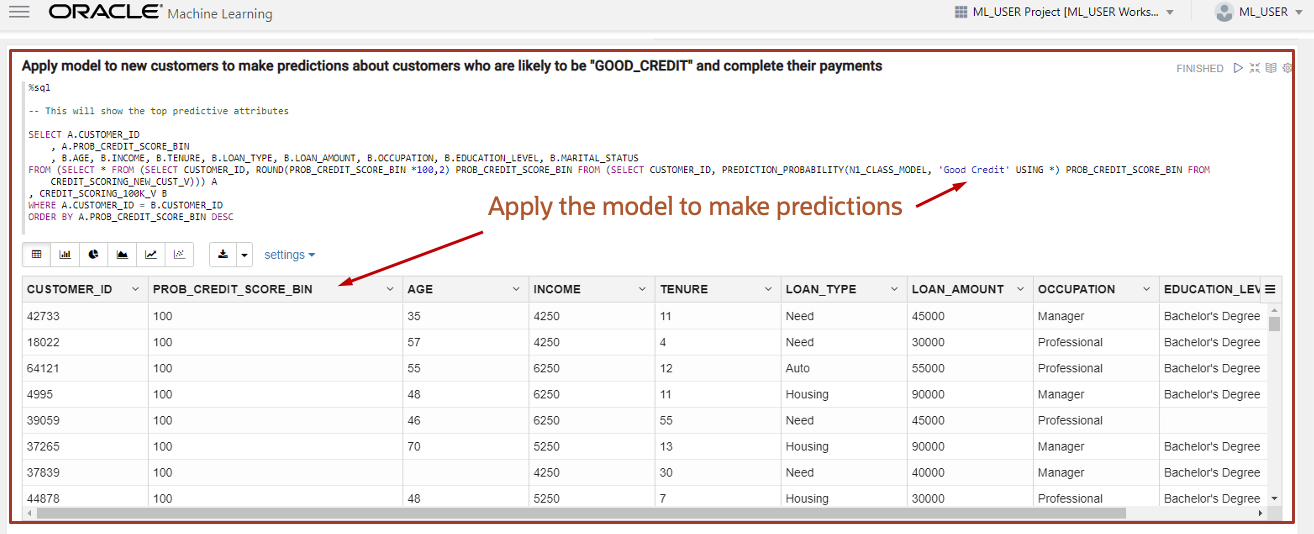 ORACLE Machine Learning ML_USER Project [ML_USER Works... ML_USER
Apply model to new customers to make predictions about customers who are likely to be "GOOD_CREDIT" and complete their payments
FINISHED
%sql
-- This will show the top predictive attributes
SELECT A.CUSTOMER_ID
, A.PROB_CREDIT_SCORE_BIN
, B.AGE, B.INCOME, B.TENURE, B.LOAN_TYPE, B.LOAN_AMOUNT, B.OCCUPATION, B.EDUCATION_LEVEL, B.MARITAL_STATUS
FROM (SELECT * FROM (SELECT CUSTOMER_ID, ROUND(PROB_CREDIT_SCORE_BIN *100,2) PROB_CREDIT_SCORE_BIN FROM (SELECT CUSTOMER_ID, PREDICTION_PROBABILITY(N1_CLASS_MODEL, 'Good Credit' USING *) PROB_CREDIT_SCORE_BIN FROM
CREDIT_SCORING_NEW_CUST_V))) A
, CREDIT_SCORING_100K_V B
WHERE A.CUSTOMER_ID = B.CUSTOMER_ID
ORDER BY A.PROB_CREDIT_SCORE_BIN DESC
Apply the model to make predictions
settings
CUSTOMER_ID PROB_CREDIT_SCORE_BIN AGE INCOME TENURE LOAN_TYPE LOAN_AMOUNT OCCUPATION EDUCATION_LEV
42733 100 35 4250 11 Need 45000 Manager Bachelor's Degree
18022 100 57 4250 4 Need 30000 Professional Bachelor's Degree
64121 100 55 6250 12 Auto 55000 Professional Bachelor's Degree
4995 100 48 6250 11 Housing 90000 Manager Bachelor's Degree
39059 100 46 6250 55 Need 45000 Professional
37265 100 70 5250 13 Housing 90000 Manager Bachelor's Degree
37839 100 4250 30 Need 40000 Manager Bachelor's Degree
44878 100 48 5250 7 Housing 30000 Professional Bachelor's Degree